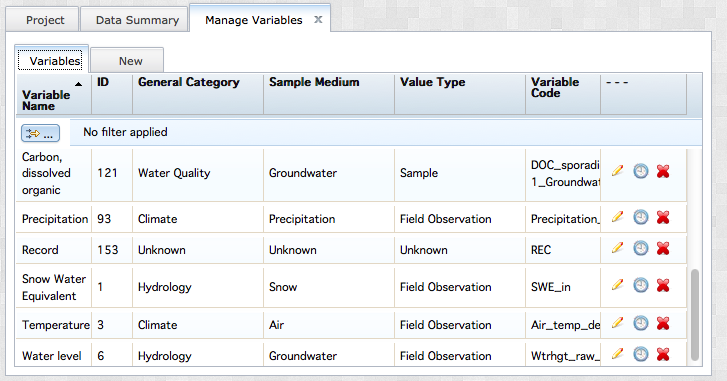 Project Data Summary Manage Variables X
Variables New
Variable Name ID General Category Sample Medium Value Type Variable Code - - -
... No filter applied
Carbon, dissolved organic 121 Water Quality Groundwater Sample DOC_sporadi 1_Groundwat
Precipitation 93 Climate Precipitation Field Observation Precipitation_
Record 153 Unknown Unknown Unknown REC
Snow Water Equivalent 1 Hydrology Snow Field Observation SWE_in
Temperature 3 Climate Air Field Observation Air_temp_de
Water level 6 Hydrology Groundwater Field Observation Wtrhgt_raw_